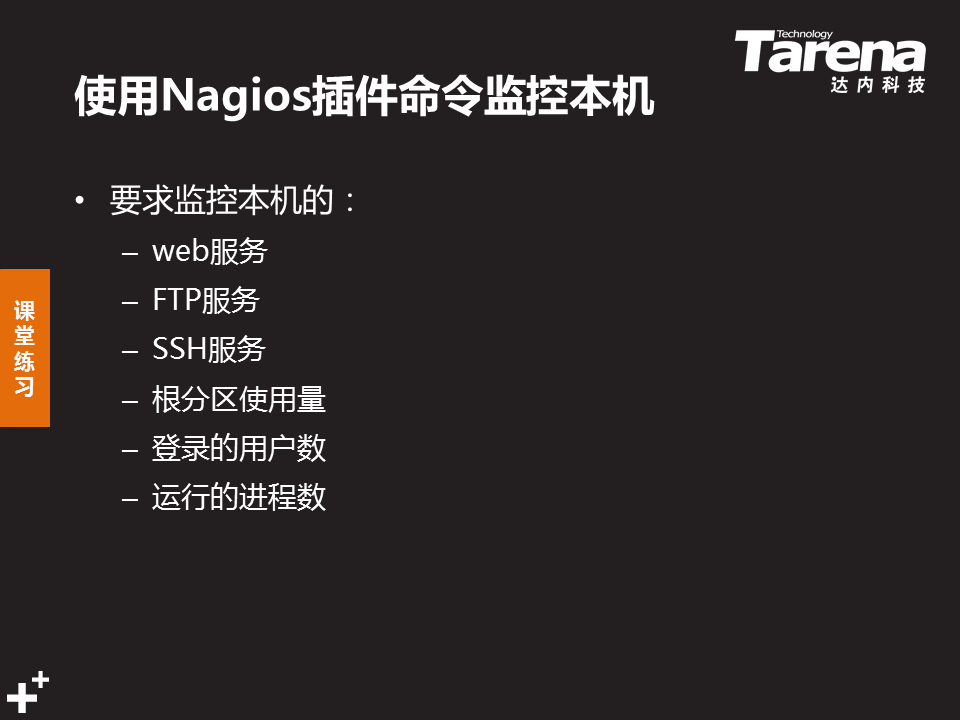 Technology
Tarena
达内科技
使用Nagios插件命令监控本机
• 要求监控本机的：
– web服务
– FTP服务
– SSH服务
– 根分区使用量
– 登录的用户数
– 运行的进程数
课堂练习